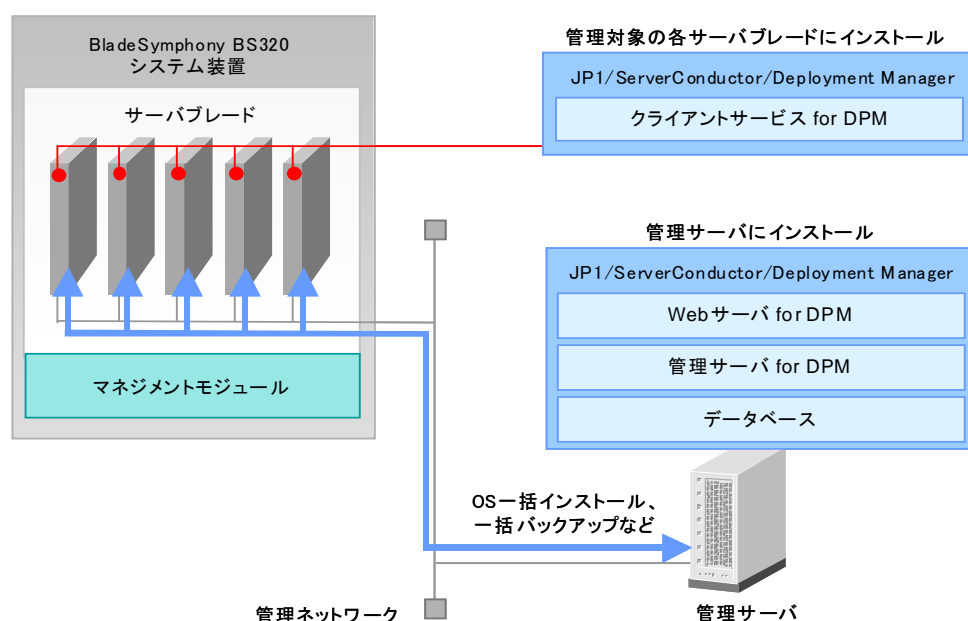 BladeSymphony BS320
システム装置
サーバブレード
マネジメントモジュール
管理対象の各サーバブレードにインストール
JP1/ServerConductor/Deployment Manager
クライアントサービス for DPM
管理サーバにインストール
JP1/ServerConductor/Deployment Manager
Webサーバ for DPM
管理サーバ for DPM
データベース
OS一括インストール、
一括バックアップなど
管理ネットワーク
管理サーバ